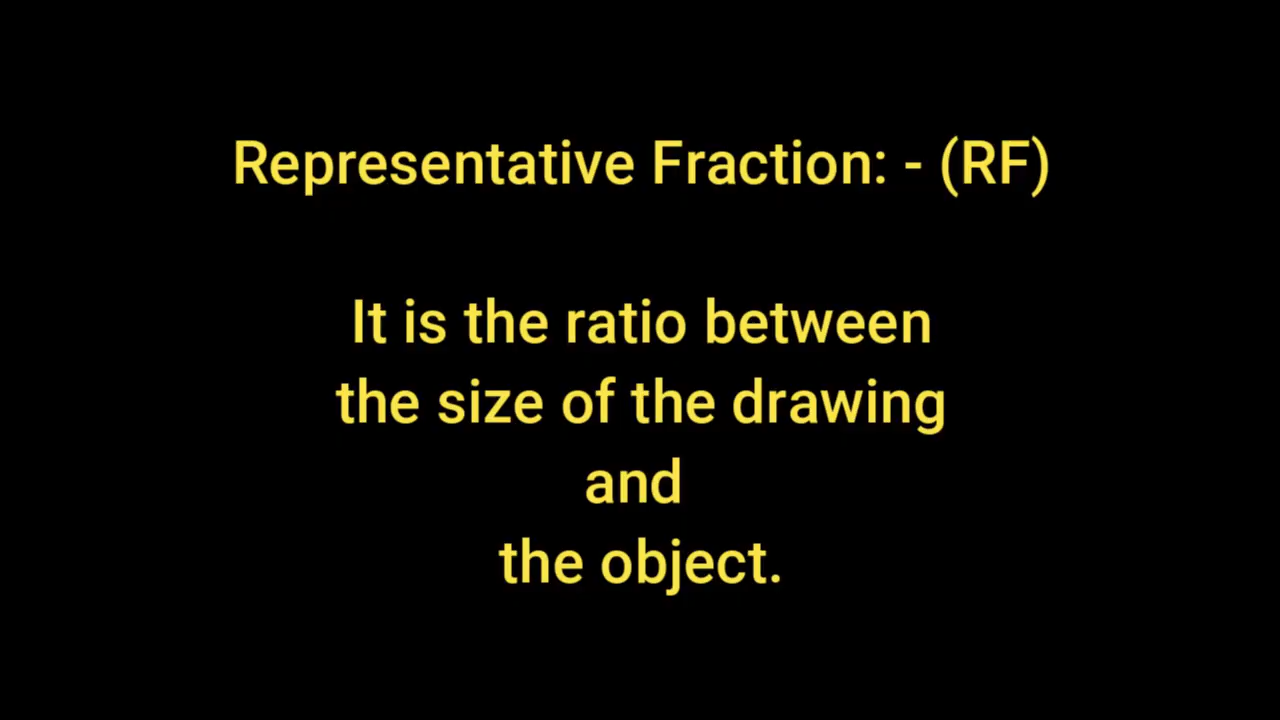 Representative Fraction: - (RF)
It is the ratio between
the size of the drawing
and
the object.